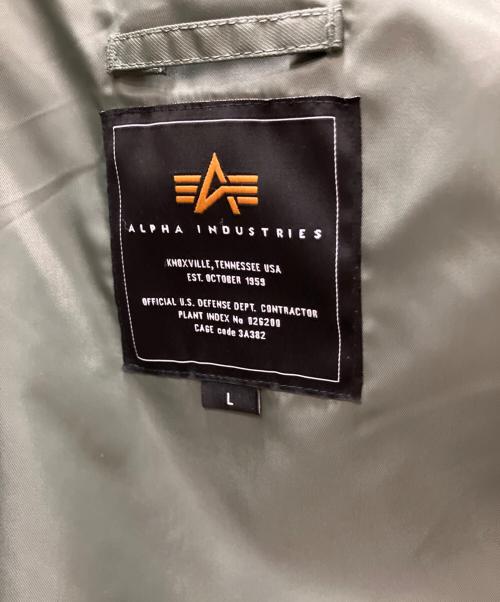 ALPHA INDUSTRIES
KNOXVILLE, TENNESSEE USA
EST. OCTOBER 1959
OFFICIAL U.S. DEFENSE DEPT. CONTRACTOR
PLANT INDEX No 026200
CAGE code 3A382
L